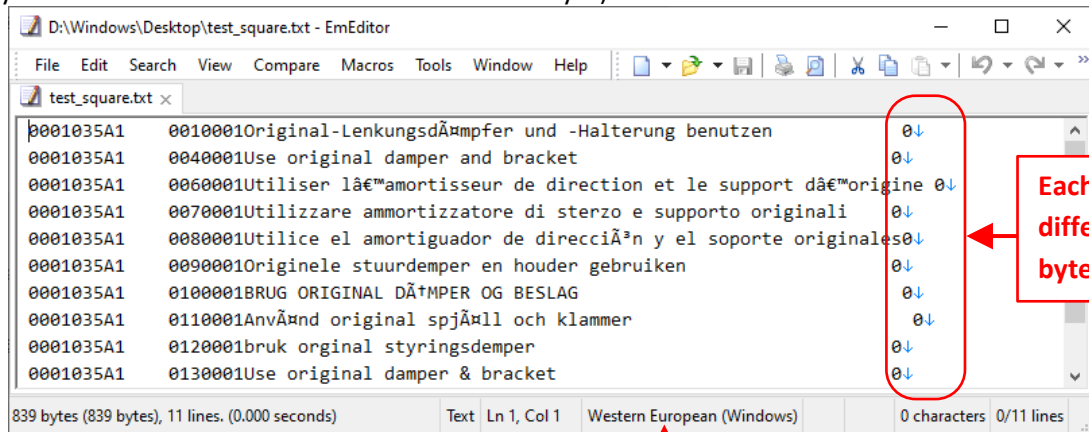 D:\Windows\Desktop\test_square.txt - EmEditor
File Edit Search View Compare Macros Tools Window Help
test_square.txt
0001035A1 0010001Original-LenkungsdÃ¤mpfer und -Halterung benutzen 0↓
0001035A1 0040001Use original damper and bracket 0↓
0001035A1 0060001Utiliser lâ€™amortisseur de direction et le support dâ€™origine 0↓
0001035A1 0070001Utilizzare ammortizzatore di sterzo e supporto originali 0↓
0001035A1 0080001Utilice el amortiguador de direcciÃ³n y el soporte originales0↓
0001035A1 0090001Originele stuurdemper en houder gebruiken 0↓
0001035A1 0100001BRUG ORIGINAL DÃ†MPER OG BESLAG 0↓
0001035A1 0110001AnvÃ¤nd original spjÃ¤ll och klammer 0↓
0001035A1 0120001bruk orginal styringsdemper 0↓
0001035A1 0130001Use original damper & bracket 0↓
Each
diffe
byte
839 bytes (839 bytes), 11 lines. (0.000 seconds) Text Ln 1, Col 1 Western European (Windows) 0 characters 0/11 lines